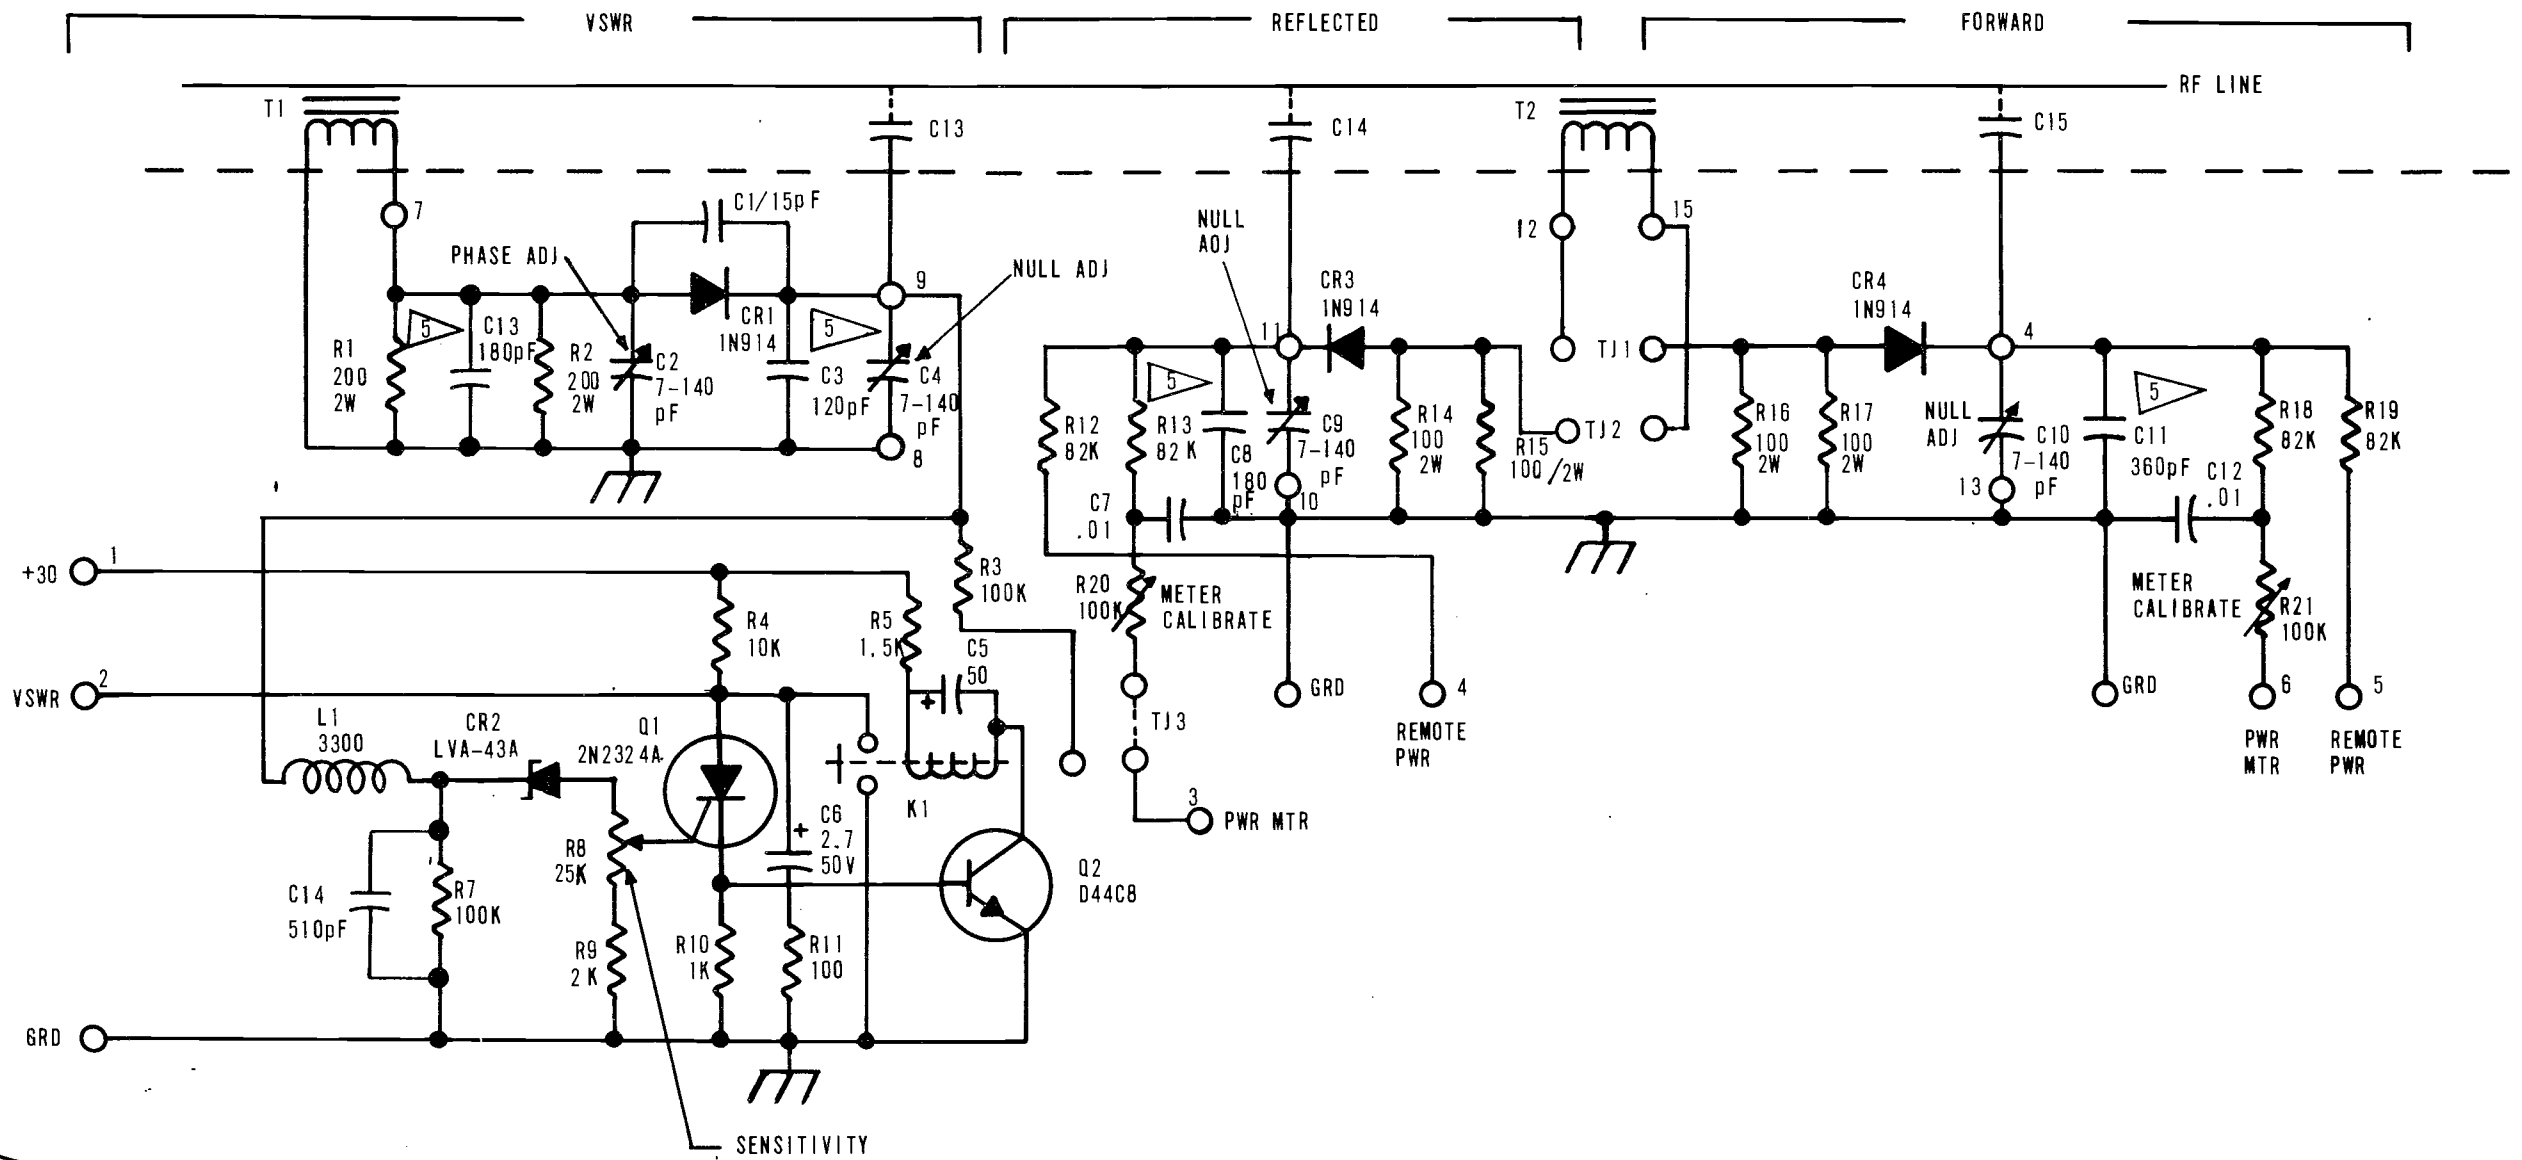 VSWR
REFLECTED
FORWARD
RF LINE
T1
C13
C14
T2
C15
7
C1/15pF
PHASE ADJ
9
NULL ADJ
5
C13
180pF
R1
200
2W
R2
200
2W
C2
7-140
pF
CR1
1N914
5
C3
120pF
C4
7-140
pF
8
NULL
AOJ
12
15
CR3
1N914
11
TJ1
CR4
1N914
4
R12
82K
R13
82K
5
C8
180
pF
C9
7-140
pF
10
R14
100
2W
R15
100/2W
TJ2
R16
100
2W
R17
100
2W
NULL
ADJ
C10
7-140
pF
13
C11
360pF
5
C12
.01
R18
82K
R19
82K
C7
.01
+30
1
R4
10K
R5
1.5K
R3
100K
C5
50
+
R20
100K
METER
CALIBRATE
METER
CALIBRATE
R21
100K
GRD
4
REMOTE
PWR
GRD
6
PWR
MTR
5
REMOTE
PWR
TJ3
3
PWR MTR
VSWR
2
L1
3300
CR2
LVA-43A
Q1
2N2324A
K1
+
C6
2.7
50V
Q2
D44C8
R8
25K
C14
510pF
R7
100K
R9
2K
R10
1K
R11
100
GRD
SENSITIVITY